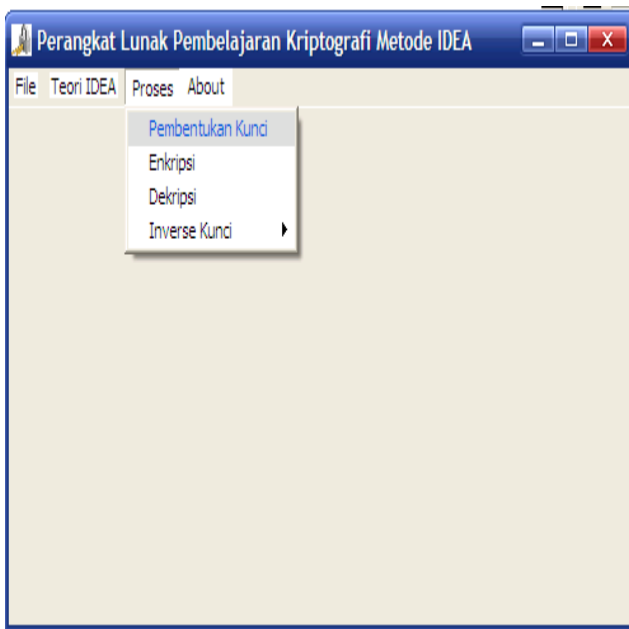 Perangkat Lunak Pembelajaran Kriptografi Metode IDEA
File Teori IDEA Proses About
Pembentukan Kunci
Enkripsi
Dekripsi
Inverse Kunci